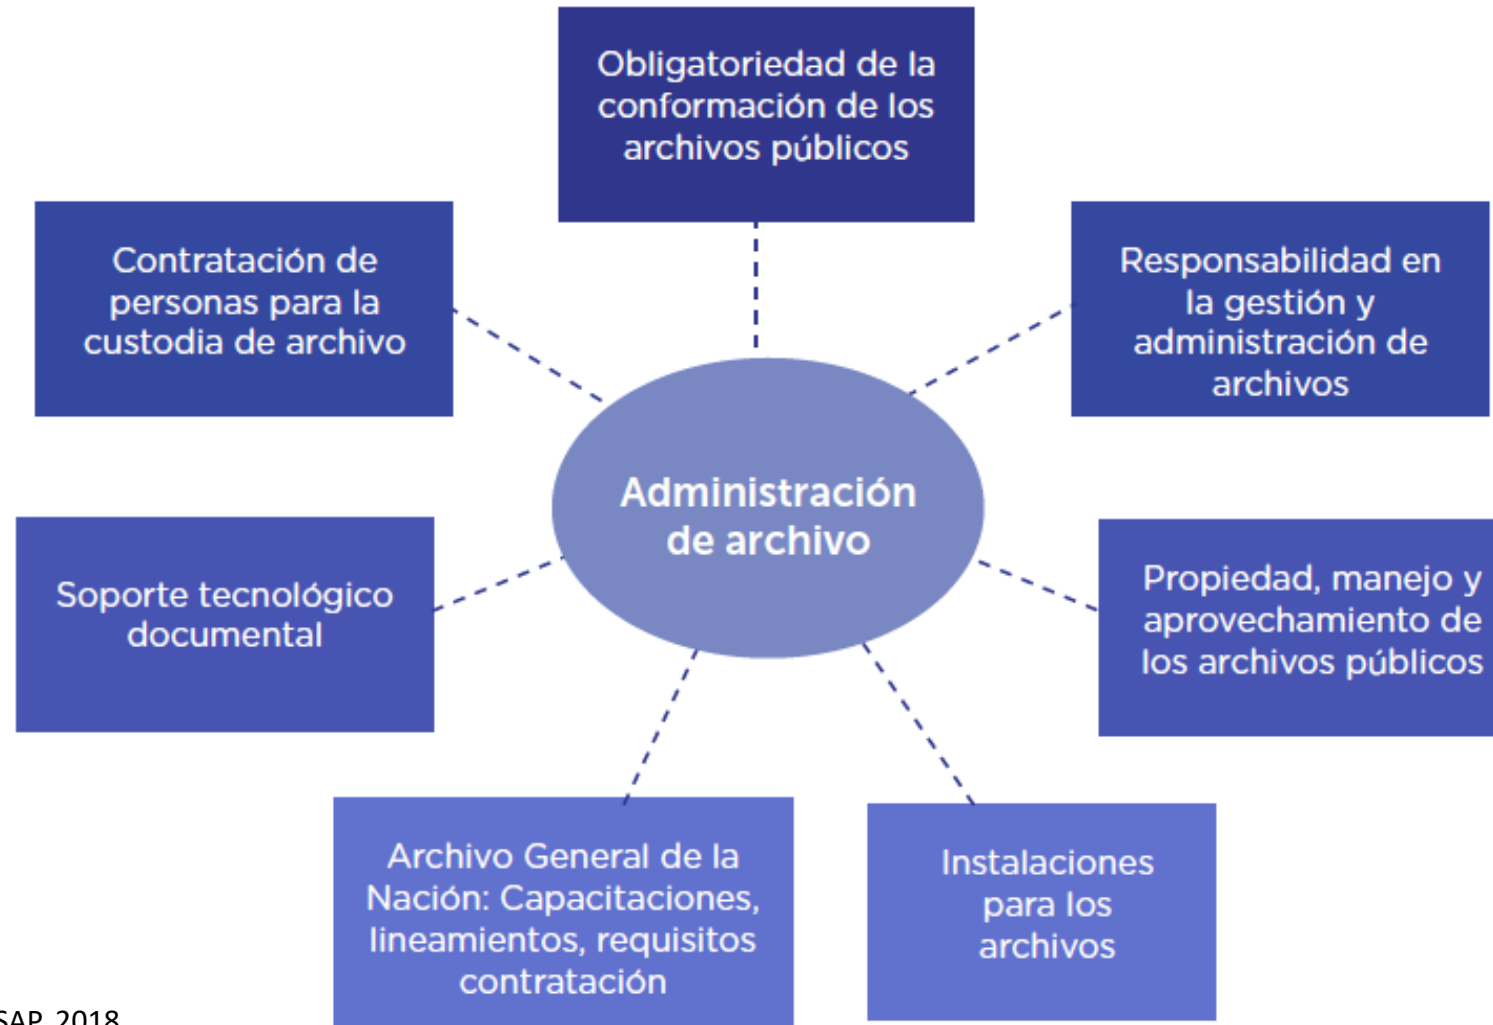 Obligatoriedad de la
conformación de los
archivos públicos
Contratación de
personas para la
custodia de archivo
Responsabilidad en
la gestión y
administración de
archivos
Administración
de archivo
Soporte tecnológico
documental
Propiedad, manejo y
aprovechamiento de
los archivos públicos
Archivo General de la
Nación: Capacitaciones,
lineamientos, requisitos
contratación
Instalaciones
para los
archivos
SAP, 2018